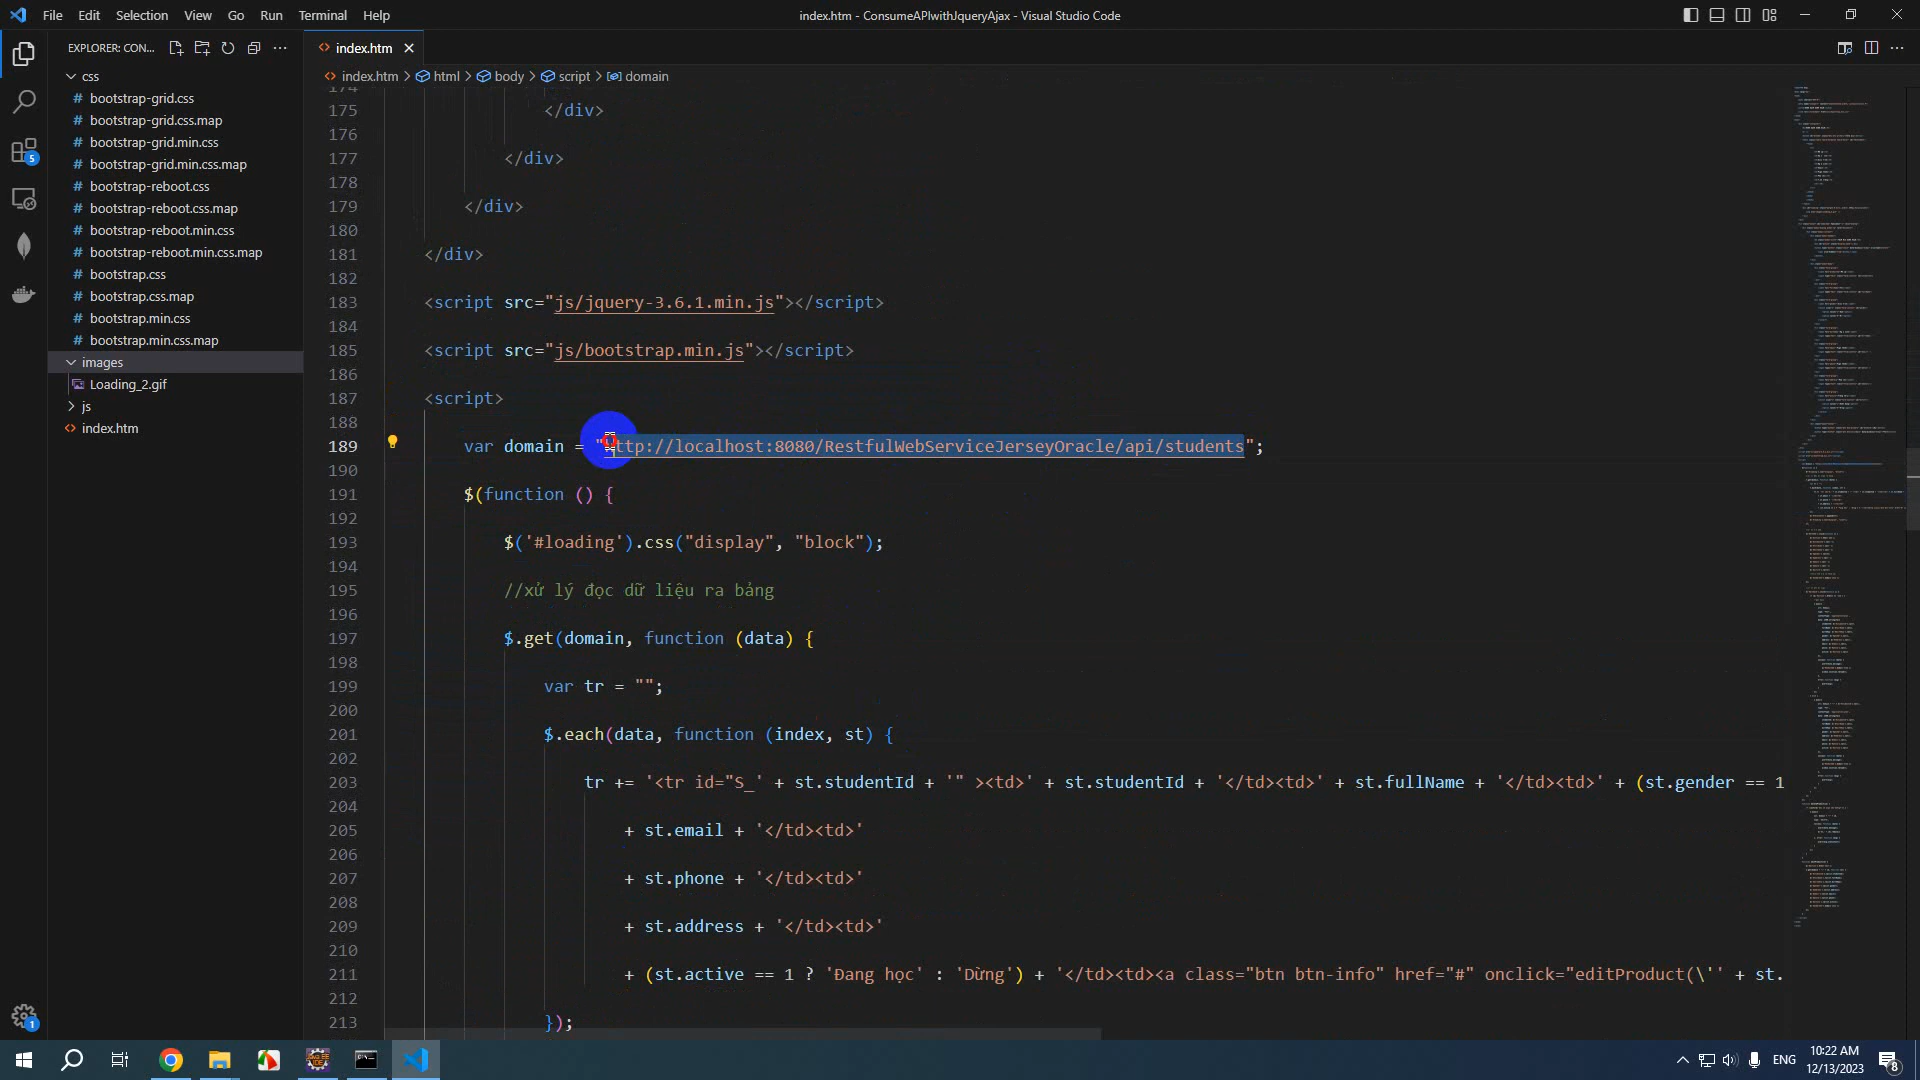 File Edit Selection View Go Run Terminal Help
index.htm - ConsumeAPIwithJqueryAjax - Visual Studio Code
EXPLORER: CON...
css
# bootstrap-grid.css
# bootstrap-grid.css.map
# bootstrap-grid.min.css
# bootstrap-grid.min.css.map
# bootstrap-reboot.css
# bootstrap-reboot.css.map
# bootstrap-reboot.min.css
# bootstrap-reboot.min.css.map
# bootstrap.css
# bootstrap.css.map
# bootstrap.min.css
# bootstrap.min.css.map
images
Loading_2.gif
js
index.htm
5
1
index.htm
index.htm > html > body > script > domain
174
175 </div>
176
177 </div>
178
179 </div>
180
181 </div>
182
183 <script src="js/jquery-3.6.1.min.js"></script>
184
185 <script src="js/bootstrap.min.js"></script>
186
187 <script>
188
189 var domain = "http://localhost:8080/RestfulWebServiceJerseyOracle/api/students";
190
191 $(function () {
192
193 $('#loading').css("display", "block");
194
195 //xử lý đọc dữ liệu ra bảng
196
197 $.get(domain, function (data) {
198
199 var tr = "";
200
201 $.each(data, function (index, st) {
202
203 tr += '<tr id="S_' + st.studentId + '" ><td>' + st.studentId + '</td><td>' + st.fullName + '</td><td>' + (st.gender == 1
204
205 + st.email + '</td><td>'
206
207 + st.phone + '</td><td>'
208
209 + st.address + '</td><td>'
210
211 + (st.active == 1 ? 'Đang học' : 'Dừng') + '</td><td><a class="btn btn-info" href="#" onclick="editProduct(\'' + st.
212
213 });
ENG
10:22 AM
12/13/2023
8